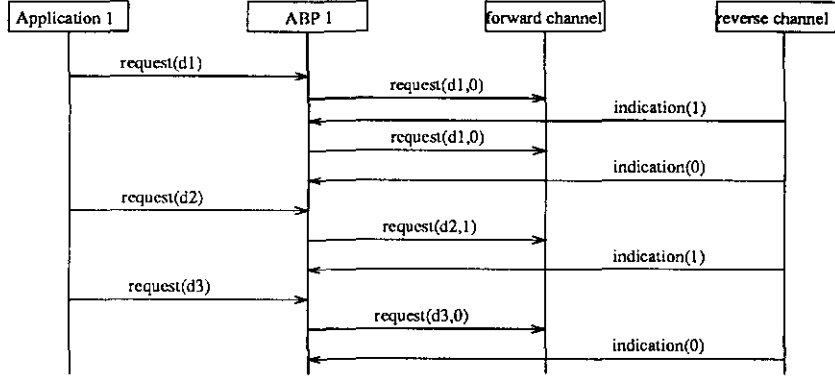 Application 1
ABP 1
forward channel
reverse channel
request(d1)
request(d1,0)
indication(1)
request(d1,0)
indication(0)
request(d2)
request(d2,1)
indication(1)
request(d3)
request(d3,0)
indication(0)